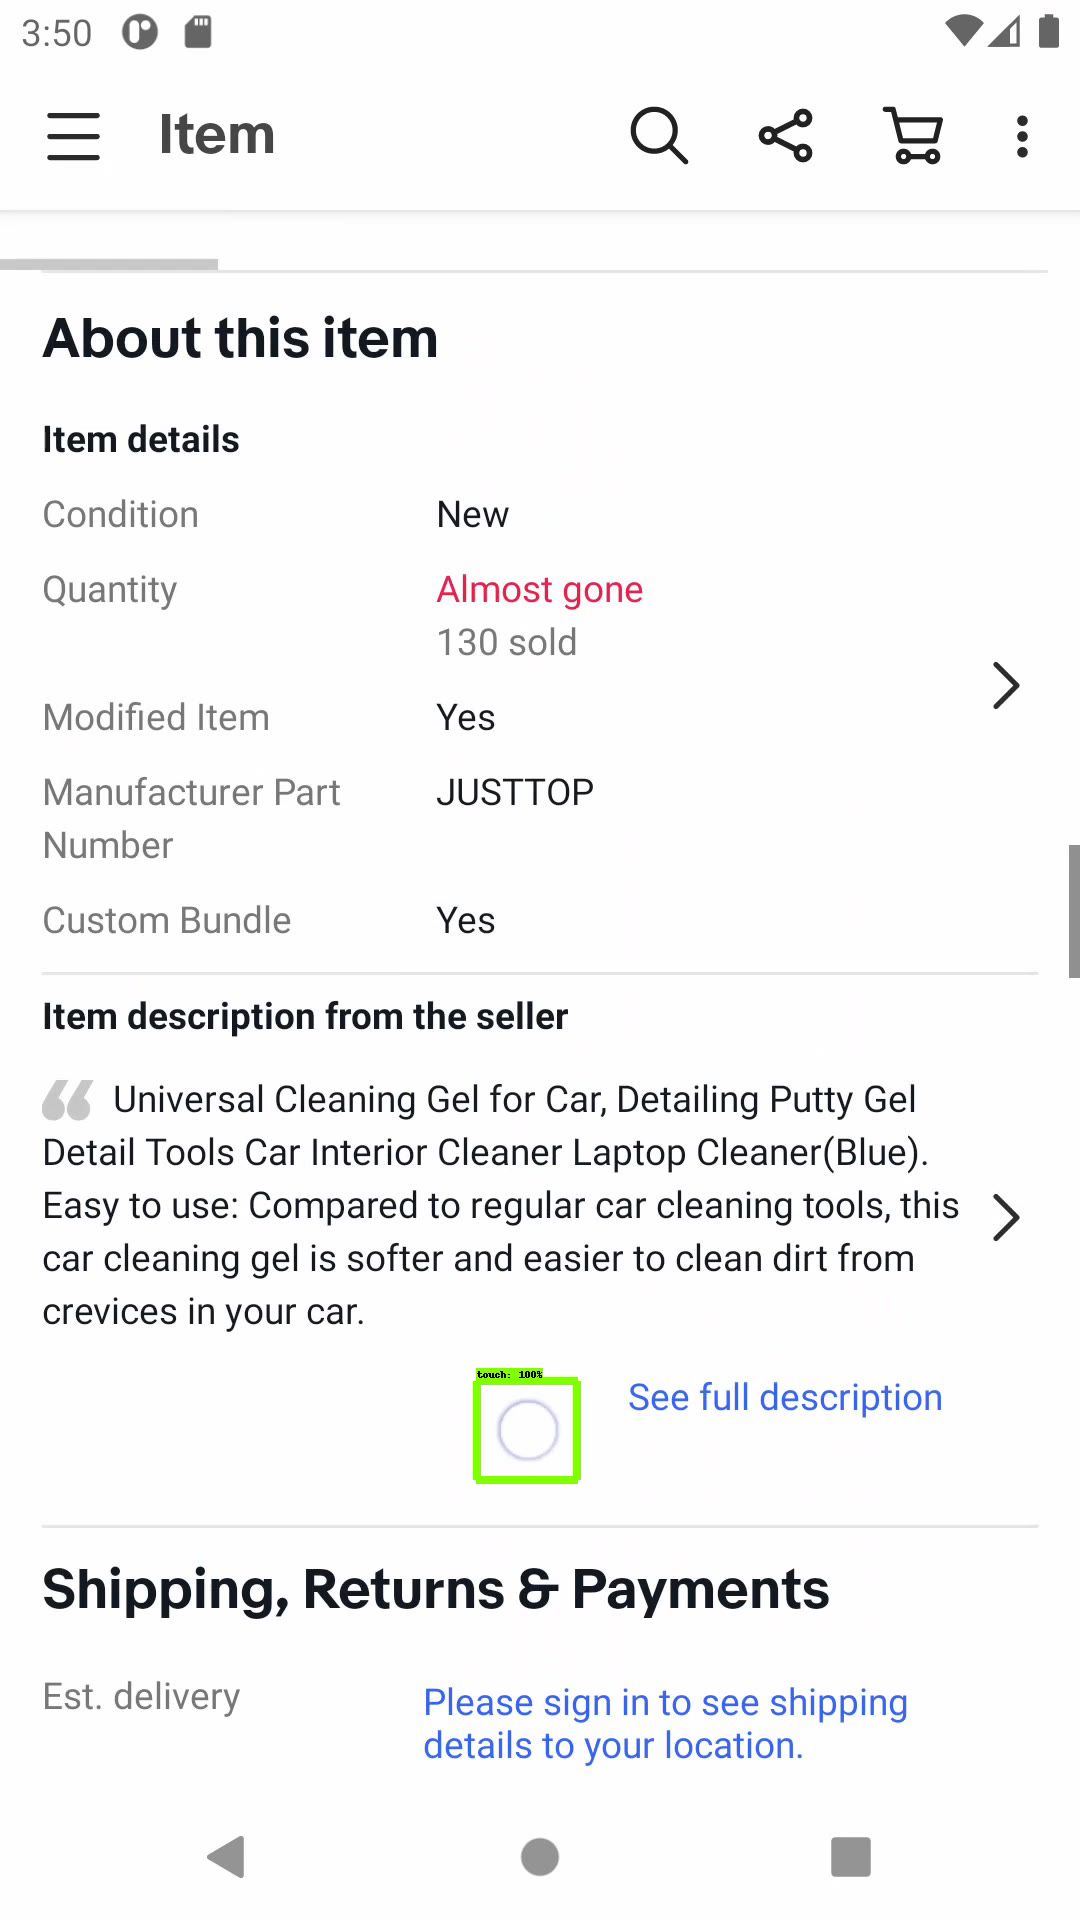 3:50
Item
About this item
Item details
Condition New
Quantity Almost gone
130 sold
Modified Item Yes
Manufacturer Part JUSTTOP
Number
Custom Bundle Yes
Item description from the seller
Universal Cleaning Gel for Car, Detailing Putty Gel
Detail Tools Car Interior Cleaner Laptop Cleaner(Blue).
Easy to use: Compared to regular car cleaning tools, this
car cleaning gel is softer and easier to clean dirt from
crevices in your car.
touch: 100%
See full description
Shipping, Returns & Payments
Est. delivery Please sign in to see shipping
details to your location.